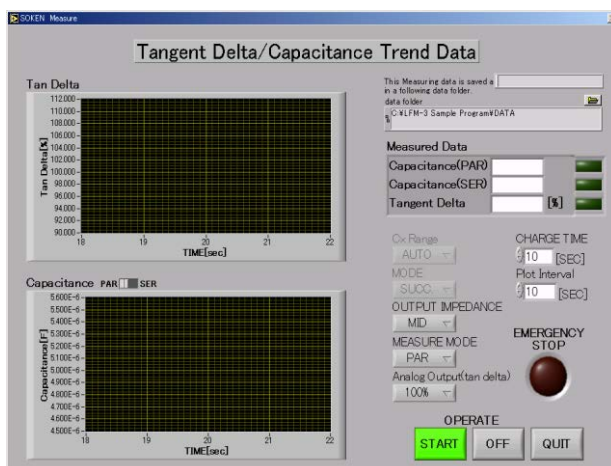 SOKEN Measure
Tangent Delta/Capacitance Trend Data
Tan Delta
112.000
110.000
108.000
106.000
104.000
102.000
100.000
98.000
96.000
94.000
92.000
90.000
Tan Delta[%]
18 19 20 21 22
TIME[sec]
Capacitance PAR SER
5.600E-6
5.500E-6
5.400E-6
5.300E-6
5.200E-6
5.100E-6
5.000E-6
4.900E-6
4.800E-6
4.700E-6
4.600E-6
4.500E-6
Capacitance[F]
18 19 20 21 22
TIME[sec]
This Measuring data is saved a
in a following data folder.
data folder
% C:¥LFM-3 Sample Program¥DATA
Measured Data
Capacitance(PAR)
Capacitance(SER)
Tangent Delta [%]
Cx Range
AUTO
MODE
SUCC.
OUTPUT IMPEDANCE
MID
MEASURE MODE
PAR
Analog Output(tan delta)
100%
CHARGE TIME
10 [SEC]
Plot Interval
10 [SEC]
EMERGENCY
STOP
OPERATE
START OFF QUIT